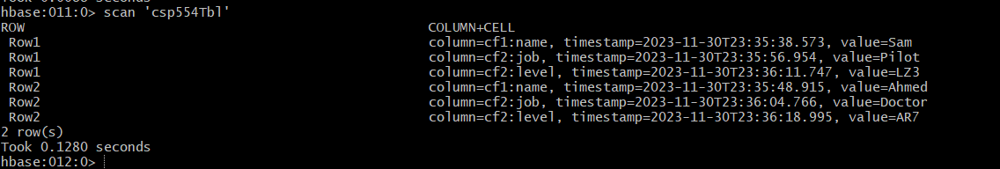 hbase:011:0> scan 'csp554Tbl'
ROW COLUMN+CELL
Row1 column=cf1:name, timestamp=2023-11-30T23:35:38.573, value=Sam
Row1 column=cf2:job, timestamp=2023-11-30T23:35:56.954, value=Pilot
Row1 column=cf2:level, timestamp=2023-11-30T23:36:11.747, value=LZ3
Row2 column=cf1:name, timestamp=2023-11-30T23:35:48.915, value=Ahmed
Row2 column=cf2:job, timestamp=2023-11-30T23:36:04.766, value=Doctor
Row2 column=cf2:level, timestamp=2023-11-30T23:36:18.995, value=AR7
2 row(s)
Took 0.1280 seconds
hbase:012:0>